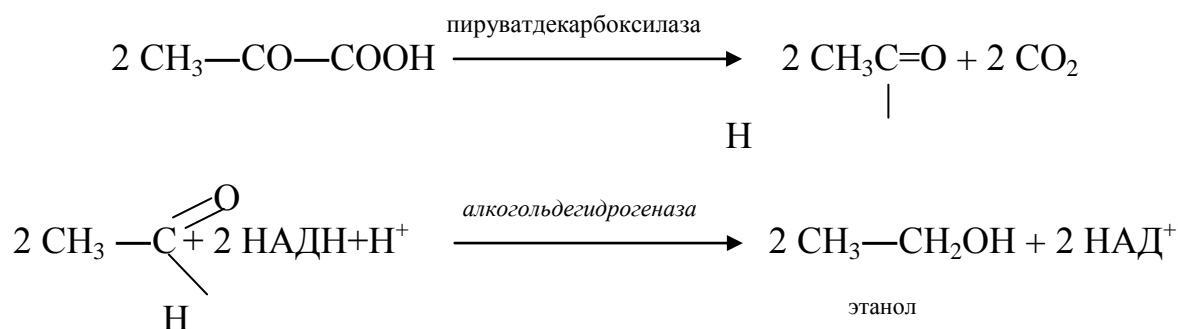 пируватдекарбоксилаза
2 CH₃—CO—COOH 2 CH₃C=O + 2 CO₂
H
O
алкогольдегидрогеназа
2 CH₃ —C + 2 НАДН+H⁺ 2 CH₃—CH₂OH + 2 НАД⁺
H этанол